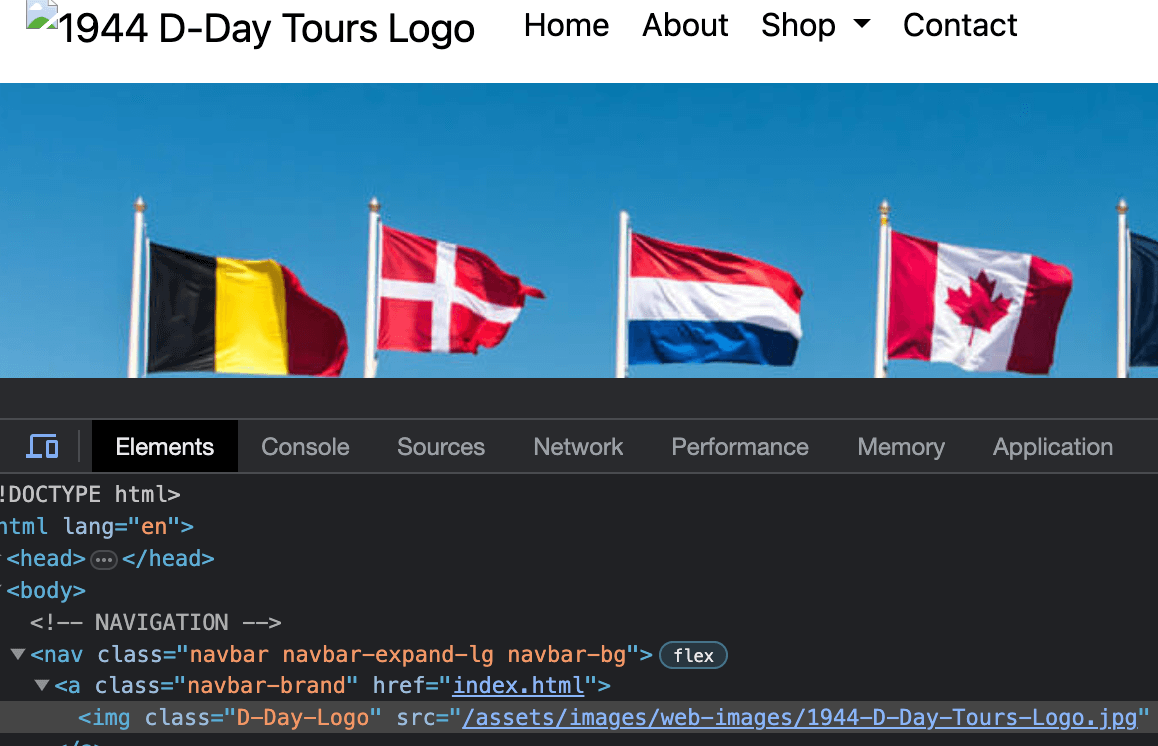 1944 D-Day Tours Logo Home About Shop Contact
Elements Console Sources Network Performance Memory Application
!DOCTYPE html>
html lang="en">
<head> ••• </head>
<body>
<!-- NAVIGATION -->
<nav class="navbar navbar-expand-lg navbar-bg"> flex
<a class="navbar-brand" href="index.html">
<img class="D-Day-Logo" src="/assets/images/web-images/1944-D-Day-Tours-Logo.jpg"